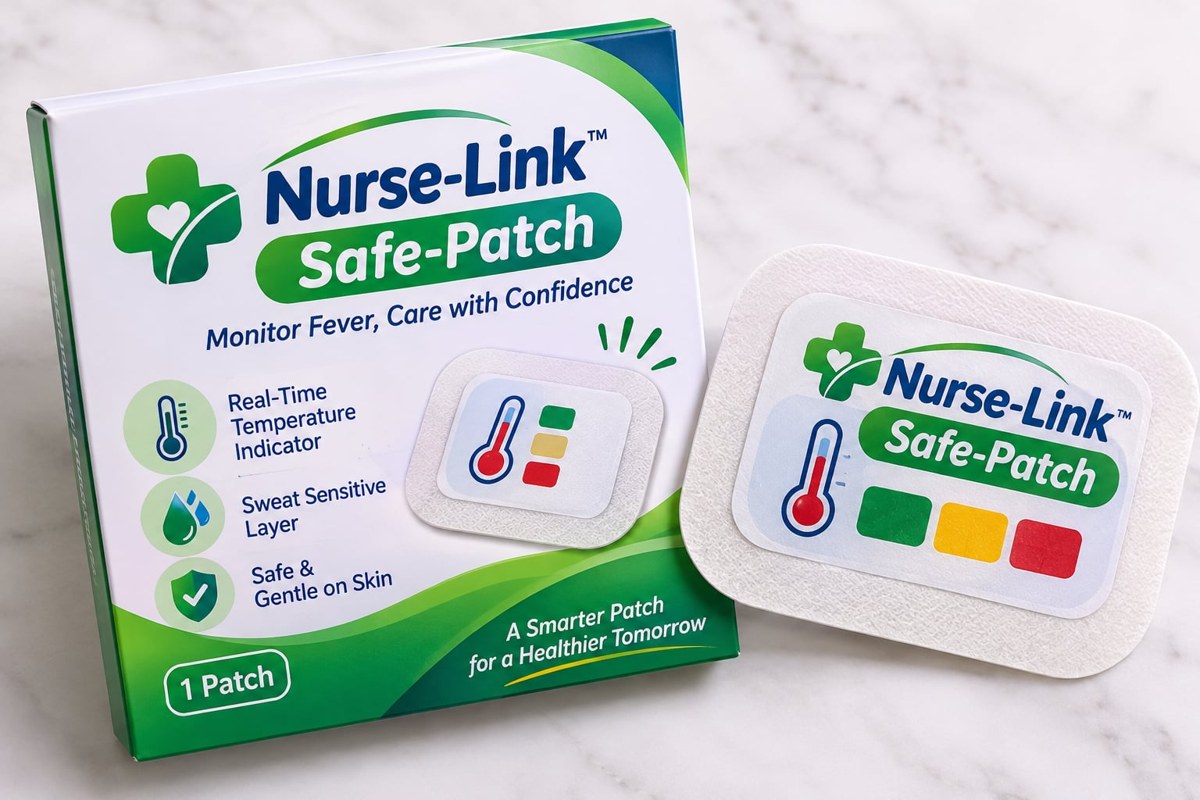 Nurse-Link™
Safe-Patch
Monitor Fever, Care with Confidence
Real-Time
Temperature
Indicator
Sweat Sensitive
Layer
Safe &
Gentle on Skin
1 Patch
A Smarter Patch
for a Healthier Tomorrow
Nurse-Link™
Safe-Patch